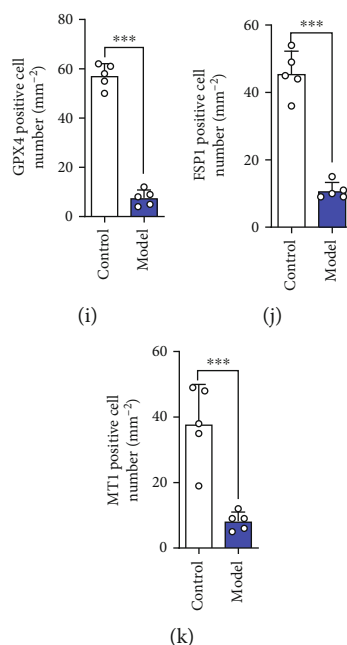 ***
GPX4 positive cell
number (mm⁻²)
60
40
20
0
Control
Model
(i)
***
FSP1 positive cell
number (mm⁻²)
60
40
20
0
Control
Model
(j)
***
MT1 positive cell
number (mm⁻²)
60
40
20
0
Control
Model
(k)